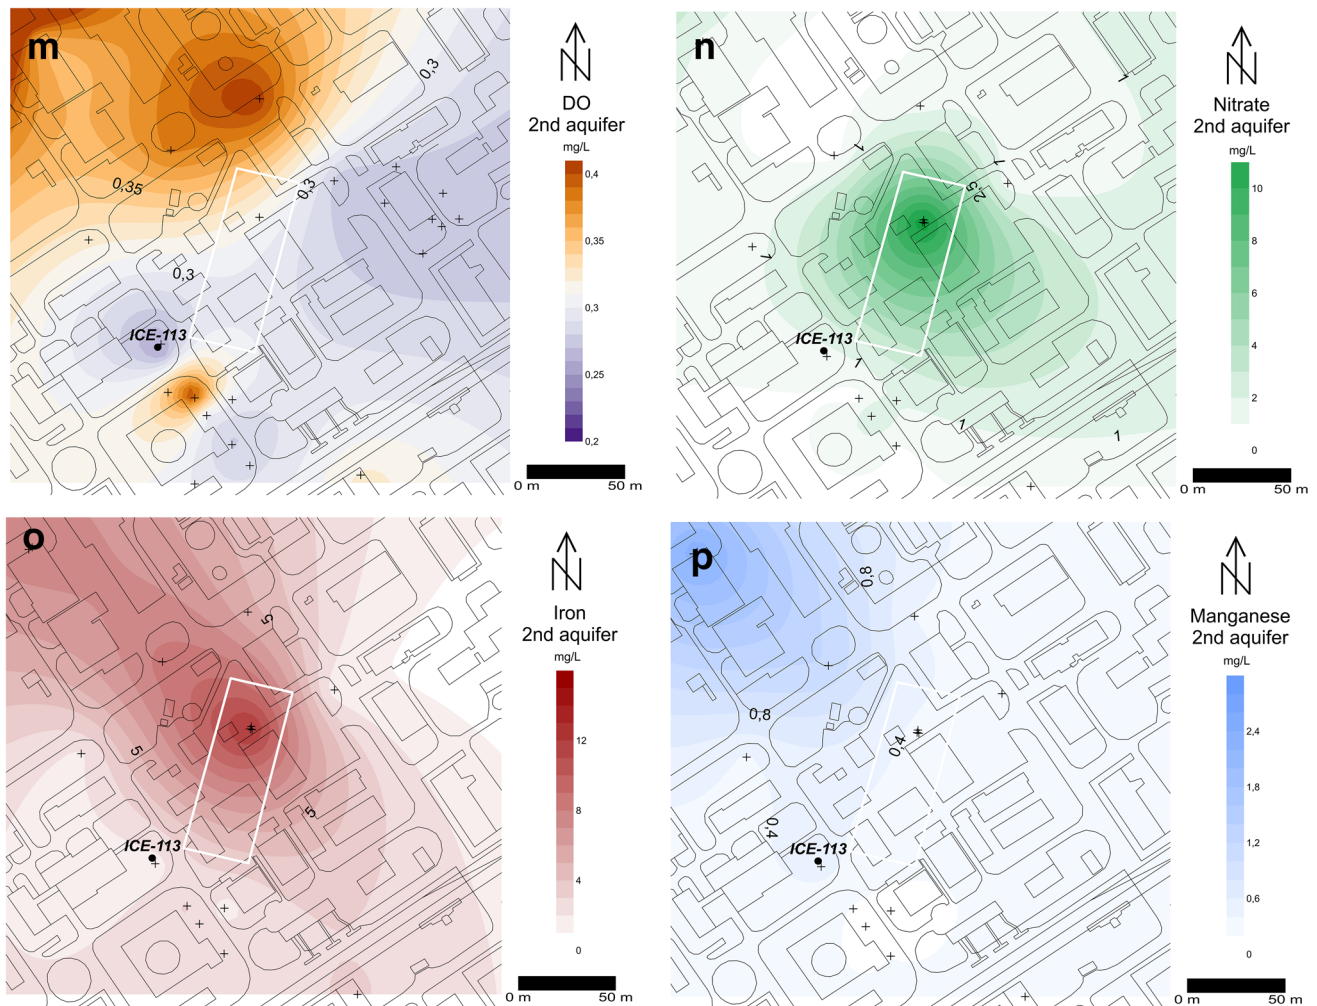 m
0,3
0,35
0,3
0,3
ICE-113
N
DO
2nd aquifer
mg/L
0,4
0,35
0,3
0,25
0,2
0 m 50 m
n
1
1
1
2,5
1
ICE-113
1
1
1
N
Nitrate
2nd aquifer
mg/L
10
8
6
4
2
0
0 m 50 m
o
5
5
5
ICE-113
N
Iron
2nd aquifer
mg/L
12
8
4
0
0 m 50 m
p
0,8
0,8
0,4
0,4
ICE-113
N
Manganese
2nd aquifer
mg/L
2,4
1,8
1,2
0,6
0
0 m 50 m